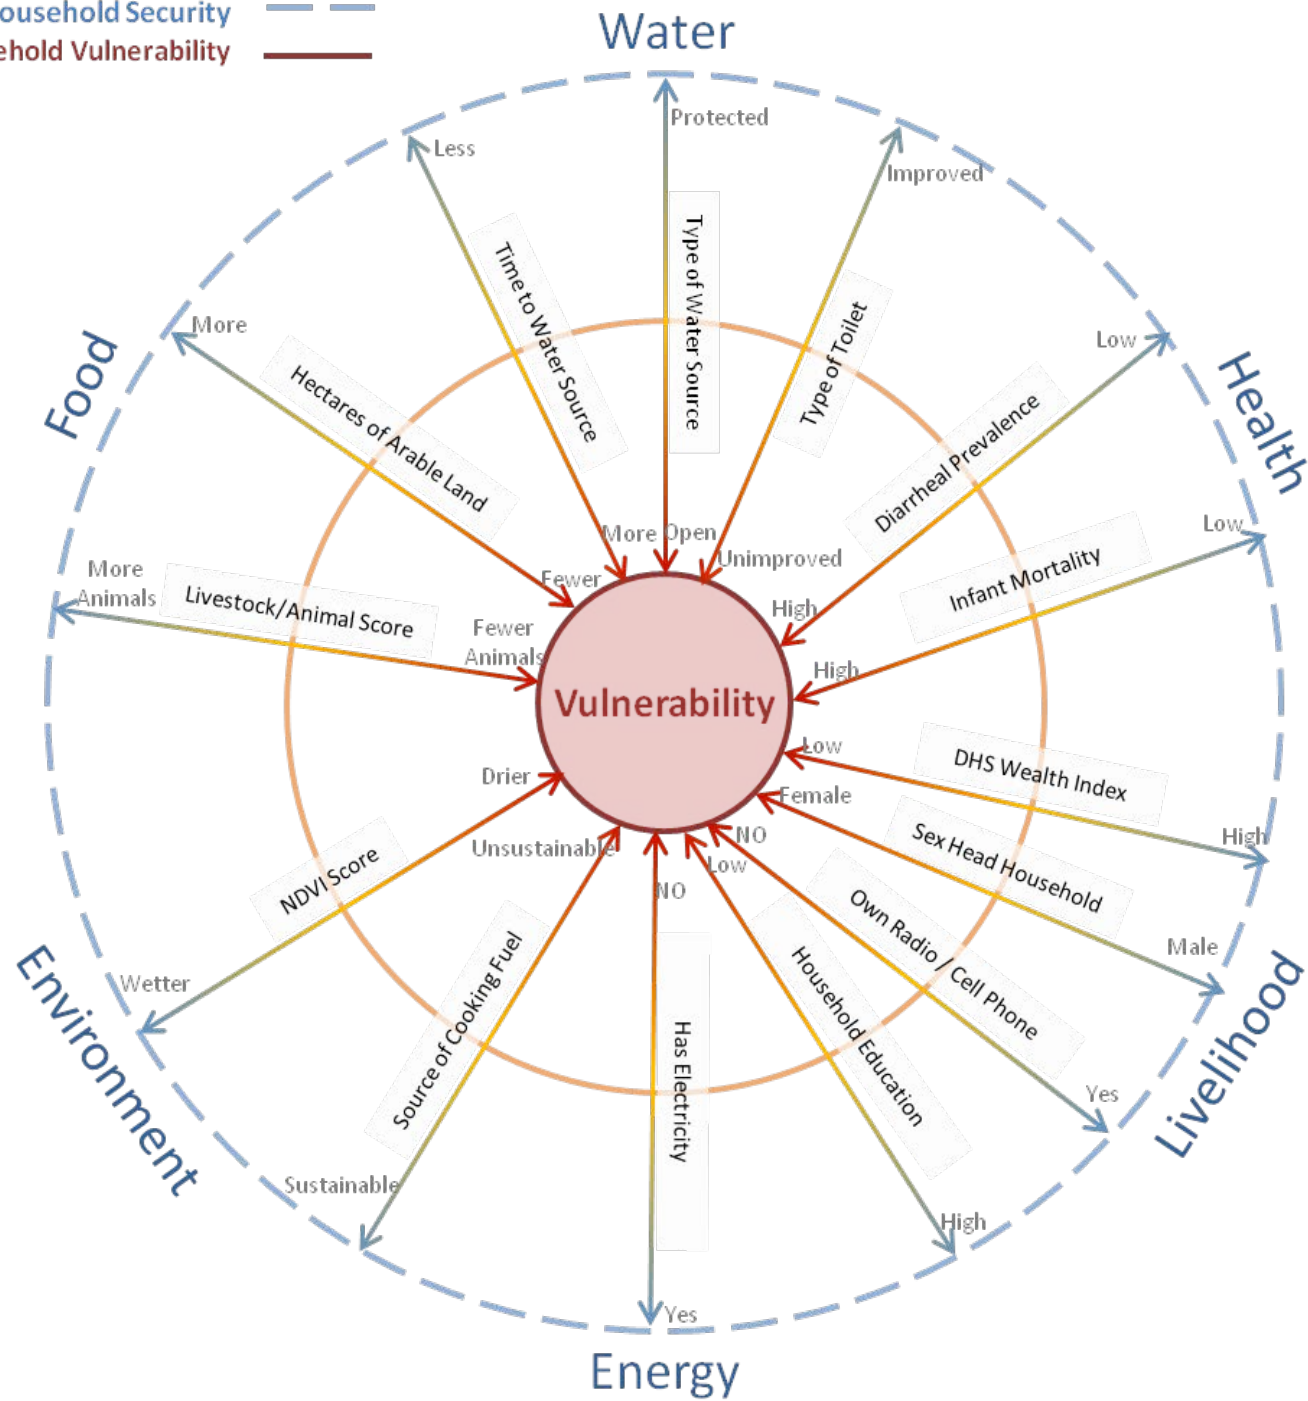 ousehold Security
ehold Vulnerability
Water
Protected
Less
Improved
Type of Water Source
Time to Water Source
Type of Toilet
More
Low
Food
Health
Hectares of Arable Land
Diarrheal Prevalence
Low
More Open
Unimproved
Infant Mortality
More
Animals
Fewer
High
Livestock/Animal Score
Fewer
Animals
High
Vulnerability
Low
DHS Wealth Index
Drier
Female
High
NO
Unsustainable
Sex Head Household
Low
NDVI Score
NO
Own Radio / Cell Phone
Male
Wetter
Source of Cooking Fuel
Household Education
Has Electricity
Environment
Livelihood
Yes
Sustainable
High
Yes
Energy